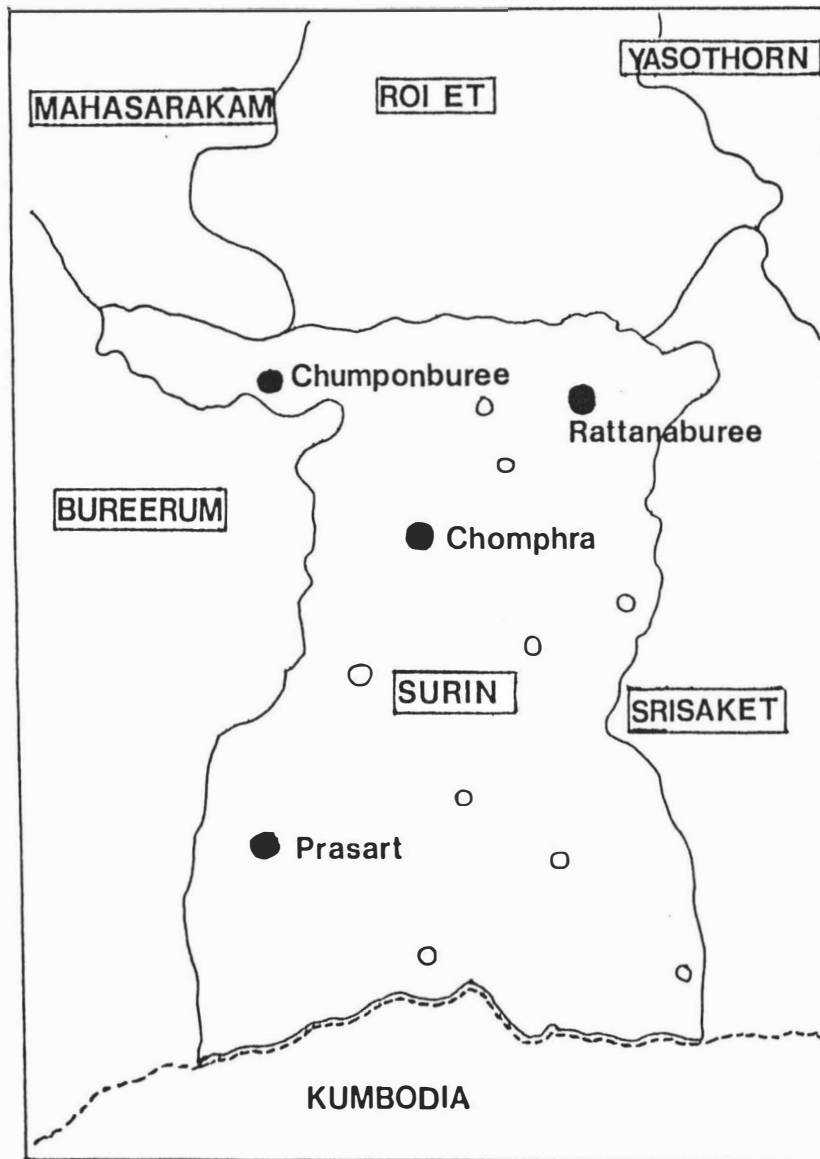 YASOTHORN
MAHASARAKAM
ROI ET
Chumponburee
Rattanaburee
BUREERUM
Chomphra
SURIN
SRISAKET
Prasart
KUMBODIA